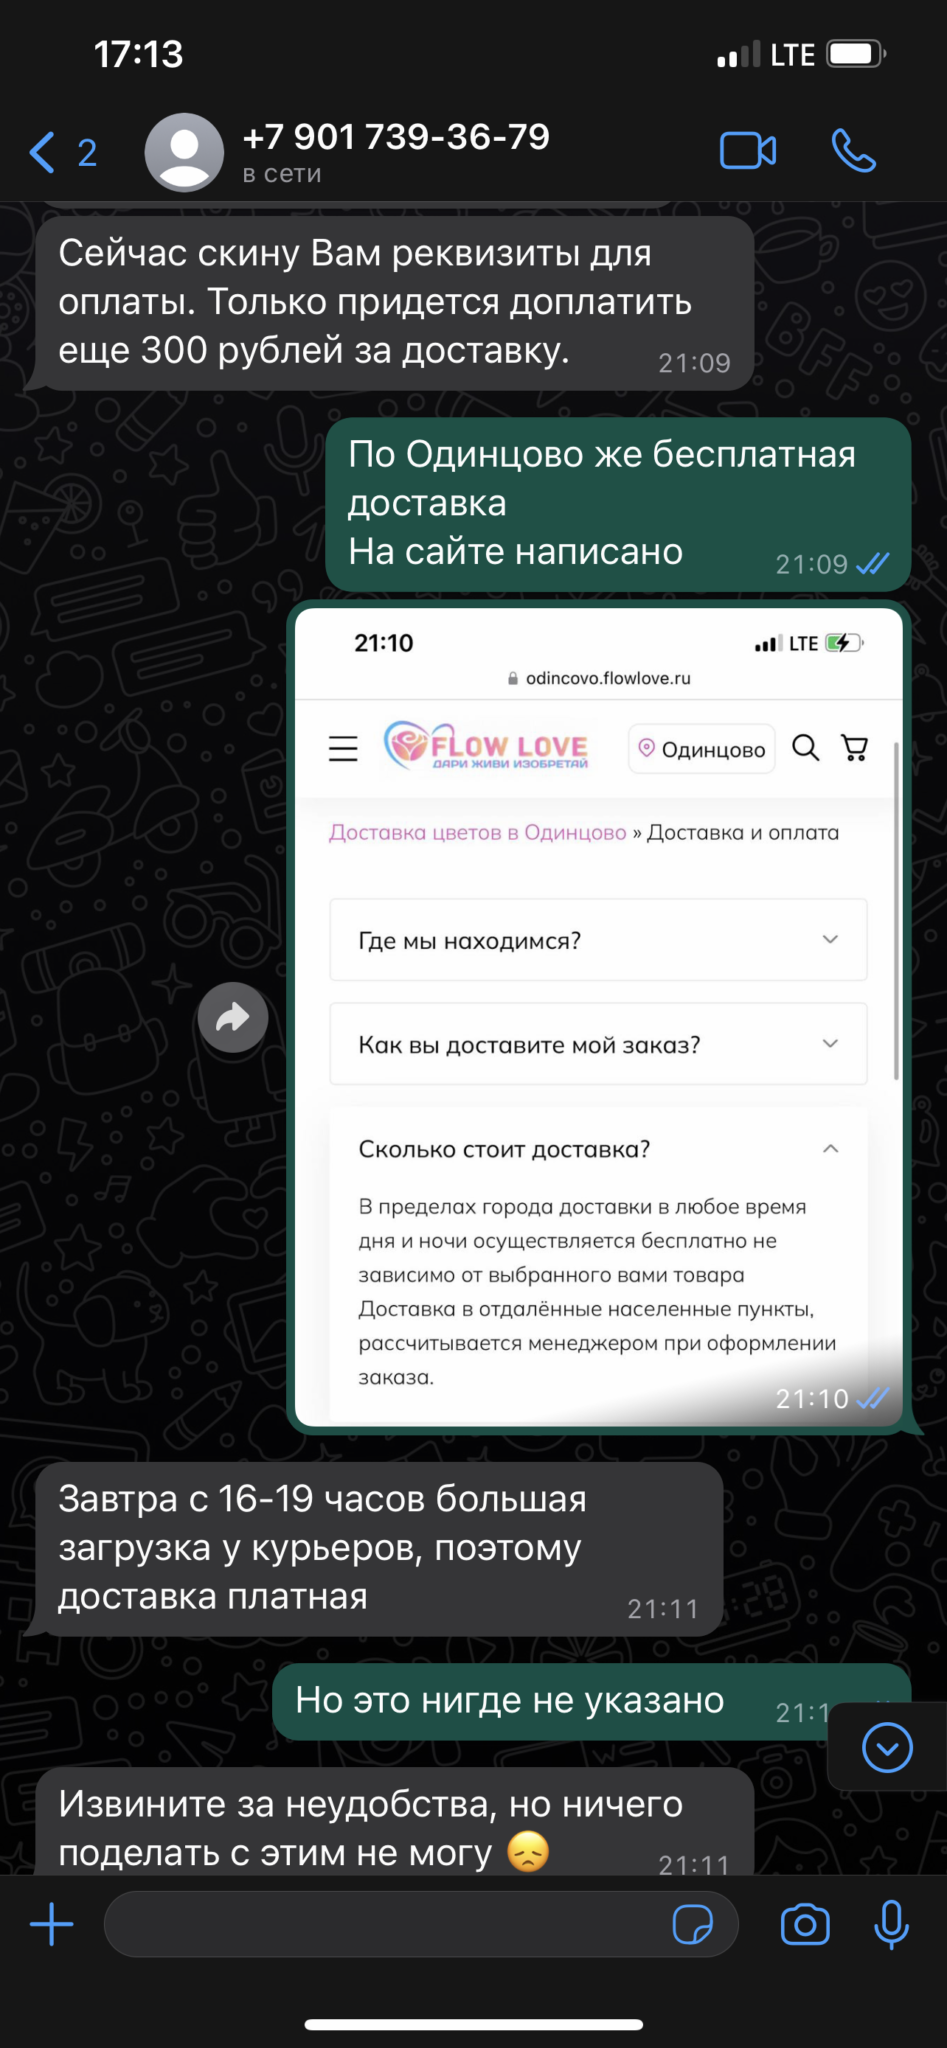 17:13
LTE
2
+7 901 739-36-79
в сети
Сейчас скину Вам реквизиты для
оплаты. Только придется доплатить
еще 300 рублей за доставку.
21:09
По Одинцово же бесплатная
доставка
На сайте написано
21:09
21:10
LTE
odincovo.flowlove.ru
FLOW LOVE
ДАРИ ЖИВИ ИЗОБРЕТАЙ
Одинцово
Доставка цветов в Одинцово » Доставка и оплата
Где мы находимся?
Как вы доставите мой заказ?
Сколько стоит доставка?
В пределах города доставки в любое время
дня и ночи осуществляется бесплатно не
зависимо от выбранного вами товара
Доставка в отдалённые населенные пункты,
рассчитывается менеджером при оформлении
заказа.
21:10
Завтра с 16-19 часов большая
загрузка у курьеров, поэтому
доставка платная
21:11
Но это нигде не указано
21:1
Извините за неудобства, но ничего
поделать с этим не могу 😞
21:11